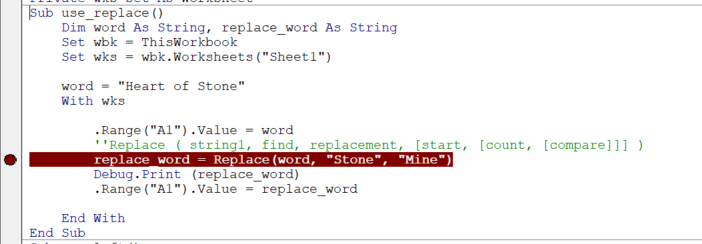 Sub use_replace()
Dim word As String, replace_word As String
Set wbk = ThisWorkbook
Set wks = wbk.Worksheets("Sheet1")
word = "Heart of Stone"
With wks
.Range("A1").Value = word
''Replace ( string1, find, replacement, [start, [count, [compare]]] )
replace_word = Replace(word, "Stone", "Mine")
Debug.Print (replace_word)
.Range("A1").Value = replace_word
End With
End Sub